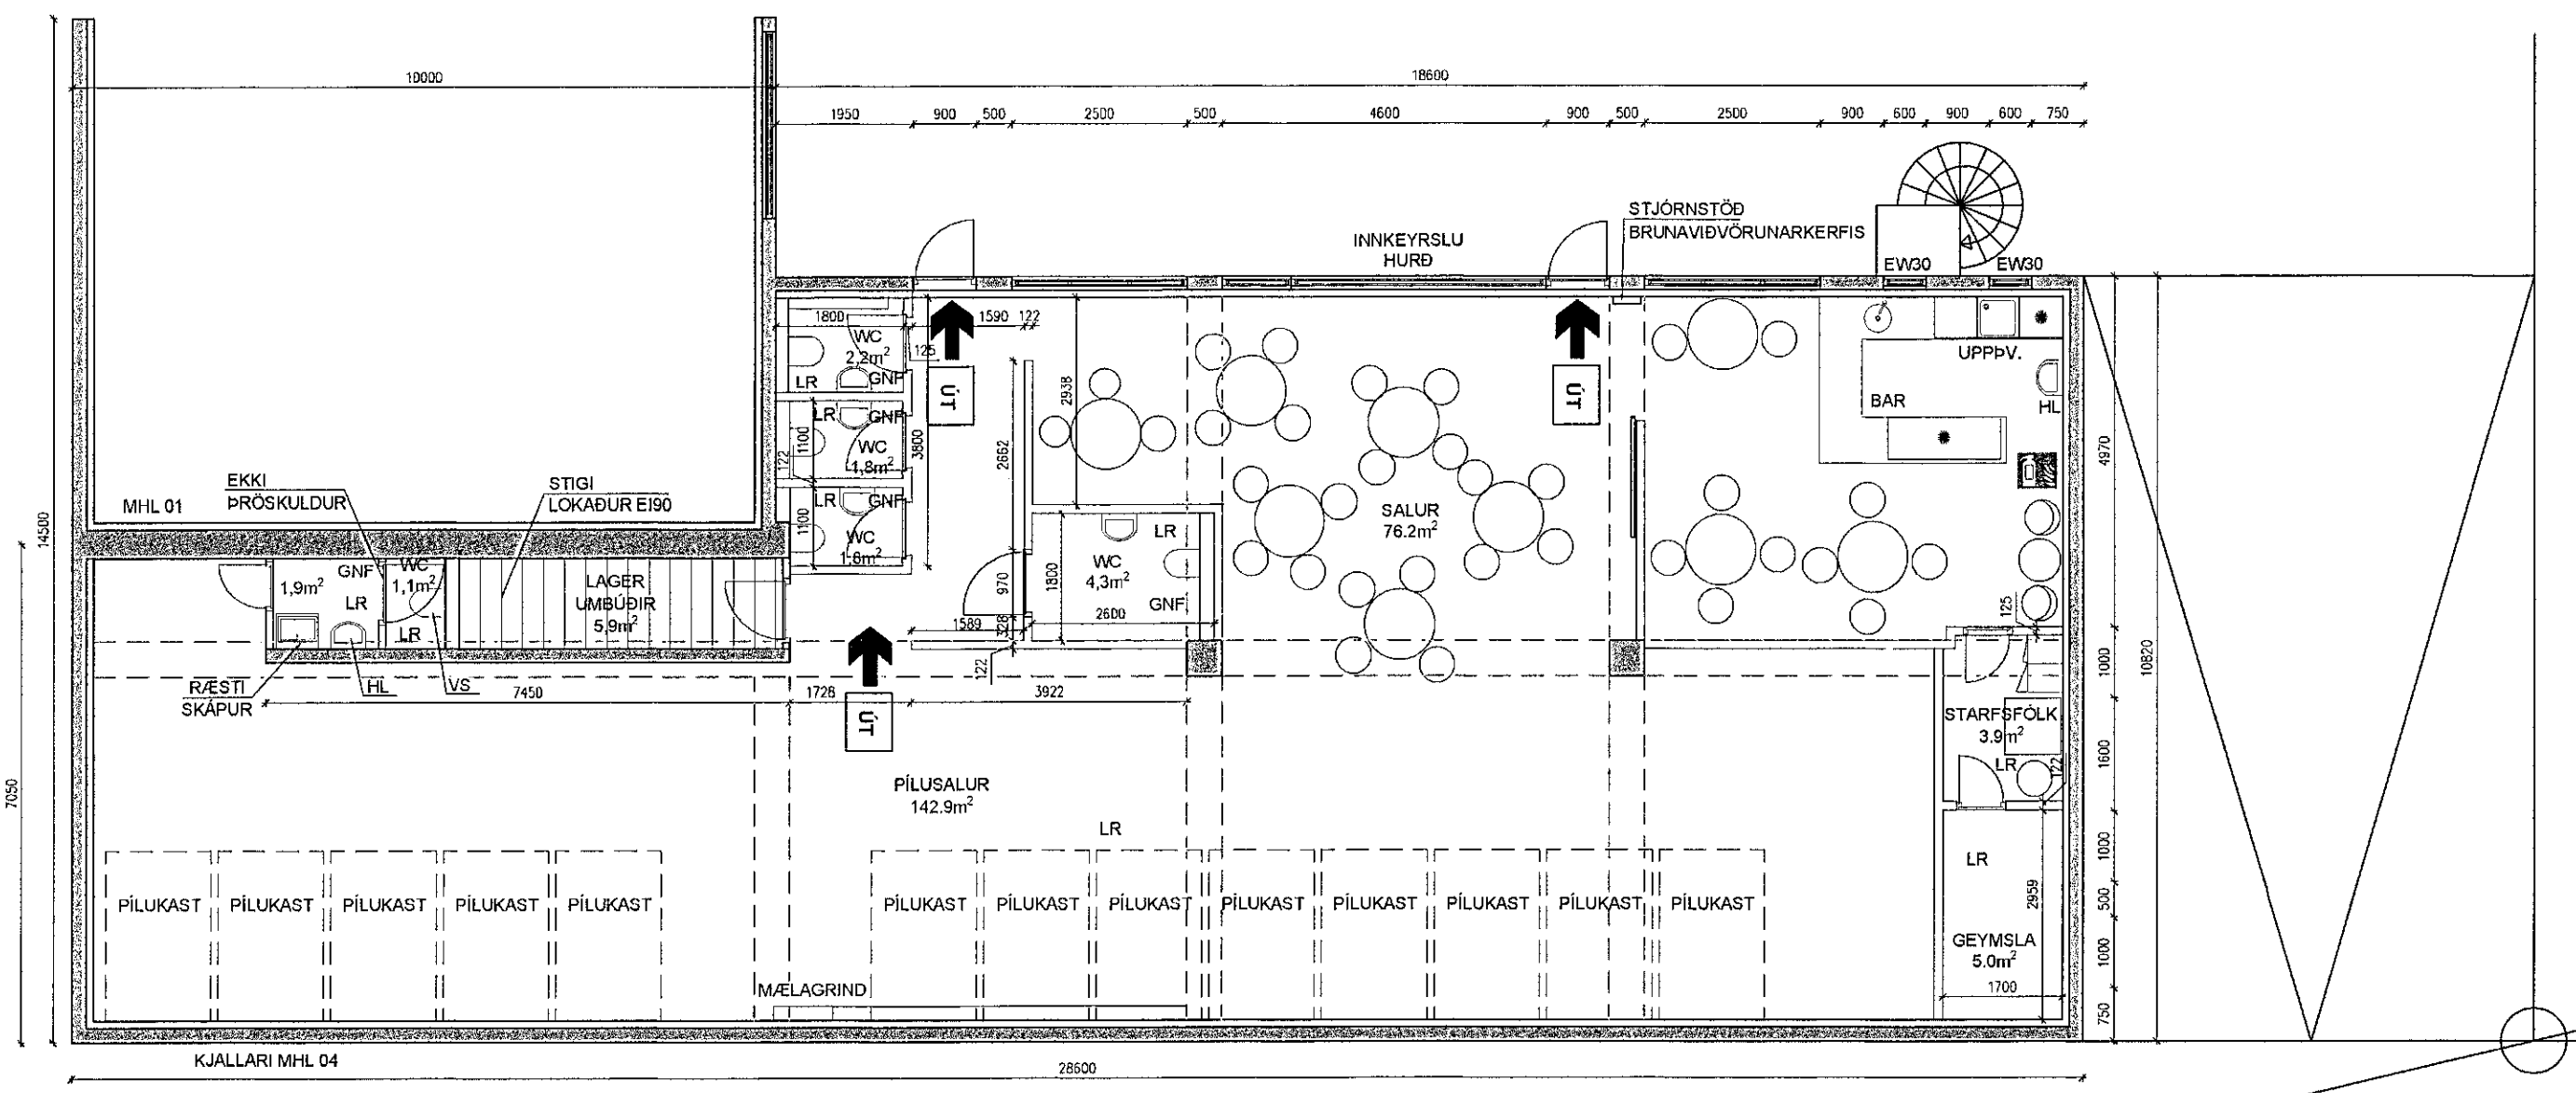 10000
18600
1950 900 500 2500 500 4600 900 500 2500 900 600 900 600 750
STJÓRNSTÖÐ
BRUNAVIÐVÖRUNARKERFIS
INNKEYRSLU
HURÐ
EW30 EW30
1800
1590 122
125
WC
2,2m²
LR GNF
ÚT
ÚT
2938
UPPÞV.
BAR
HL
LR GNF
1100
WC
1,8m²
122
3800
2662
4970
LR GNF
1100
WC
1.8m²
SALUR
76.2m²
MHL 01
EKKI
ÞRÖSKULDUR
STIGI
LOKAÐUR EI90
14500
LR
WC
4,3m²
GNF
1800
2600
970
328
1589
122
1,9m²
GNF
LR
WC
1,1m²
LR
LAGER
UMBÚÐIR
5,9m²
125
RÆSTI
SKÁPUR
HL
VS
7450 1728 3922
ÚT
1000
10820
STARFSFÓLK
3.9m²
LR
122
1600
7050
PÍLUSALUR
142.9m²
LR
LR
1000
2959
500
PÍLUKAST PÍLUKAST PÍLUKAST PÍLUKAST PÍLUKAST PÍLUKAST PÍLUKAST PÍLUKAST PÍLUKAST PÍLUKAST PÍLUKAST PÍLUKAST PÍLUKAST
GEYMSLA
5.0m²
1000
1700
MÆLAGRIND
750
KJALLARI MHL 04
28600